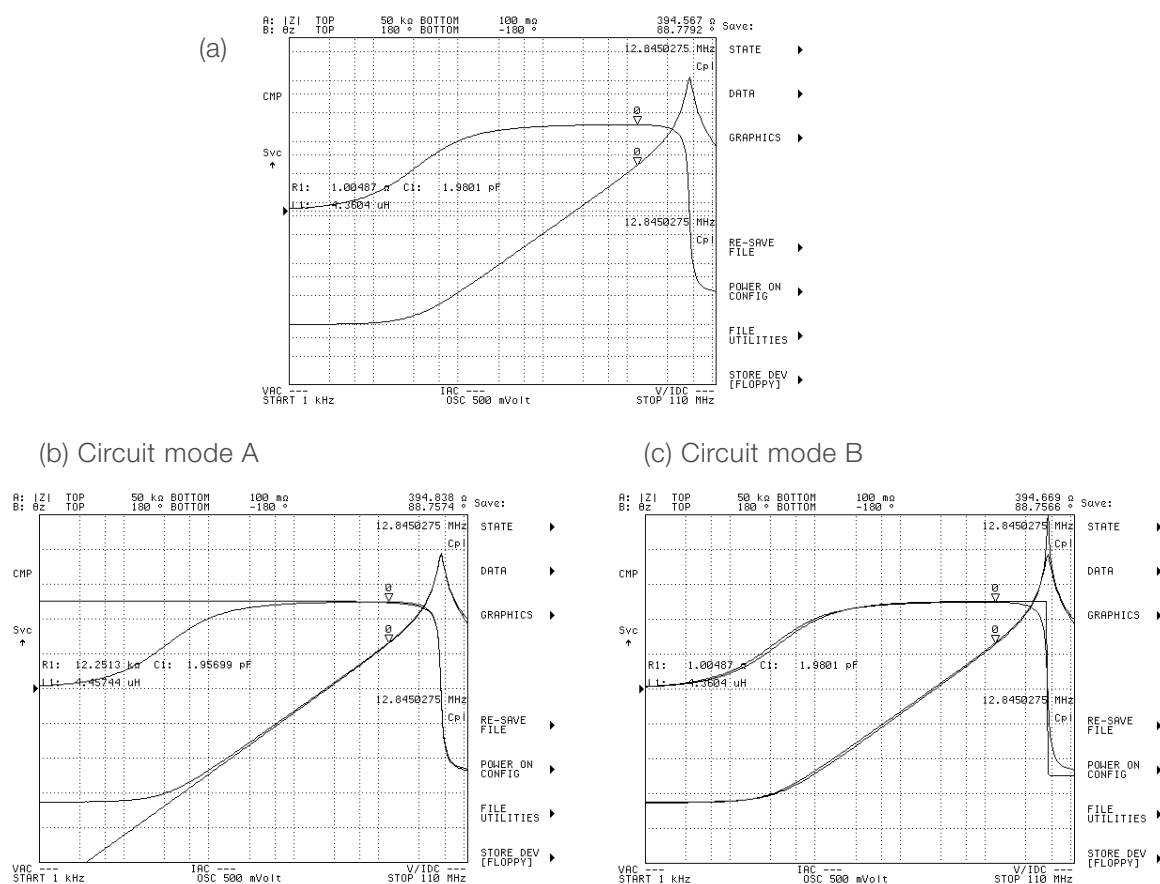 (a)
A: |Z| TOP 50 kΩ BOTTOM 100 mΩ 394.567 Ω
B: θz TOP 180 ° BOTTOM -180 ° 88.7792 °
Save:
12.8450275 MHz
Cpl
STATE
CMP
DATA
0
GRAPHICS
Svc
0
R1: 1.00487 Ω C1: 1.9801 pF
L1: 4.3604 uH
12.8450275 MHz
Cpl
RE-SAVE
FILE
POWER ON
CONFIG
FILE
UTILITIES
STORE DEV
[FLOPPY]
VAC --- IAC --- V/IDC ---
START 1 kHz OSC 500 mVolt STOP 110 MHz
(b) Circuit mode A
A: |Z| TOP 50 kΩ BOTTOM 100 mΩ 394.838 Ω
B: θz TOP 180 ° BOTTOM -180 ° 88.7574 °
Save:
12.8450275 MHz
Cpl
STATE
CMP
DATA
0
GRAPHICS
Svc
0
R1: 12.2513 kΩ C1: 1.95699 pF
L1: 4.45744 uH
12.8450275 MHz
Cpl
RE-SAVE
FILE
POWER ON
CONFIG
FILE
UTILITIES
STORE DEV
[FLOPPY]
VAC --- IAC --- V/IDC ---
START 1 kHz OSC 500 mVolt STOP 110 MHz
(c) Circuit mode B
A: |Z| TOP 50 kΩ BOTTOM 100 mΩ 394.669 Ω
B: θz TOP 180 ° BOTTOM -180 ° 88.7566 °
Save:
12.8450275 MHz
Cpl
STATE
CMP
DATA
0
GRAPHICS
Svc
0
R1: 1.00487 Ω C1: 1.9801 pF
L1: 4.3604 uH
12.8450275 MHz
Cpl
RE-SAVE
FILE
POWER ON
CONFIG
FILE
UTILITIES
STORE DEV
[FLOPPY]
VAC --- IAC --- V/IDC ---
START 1 kHz OSC 500 mVolt STOP 110 MHz